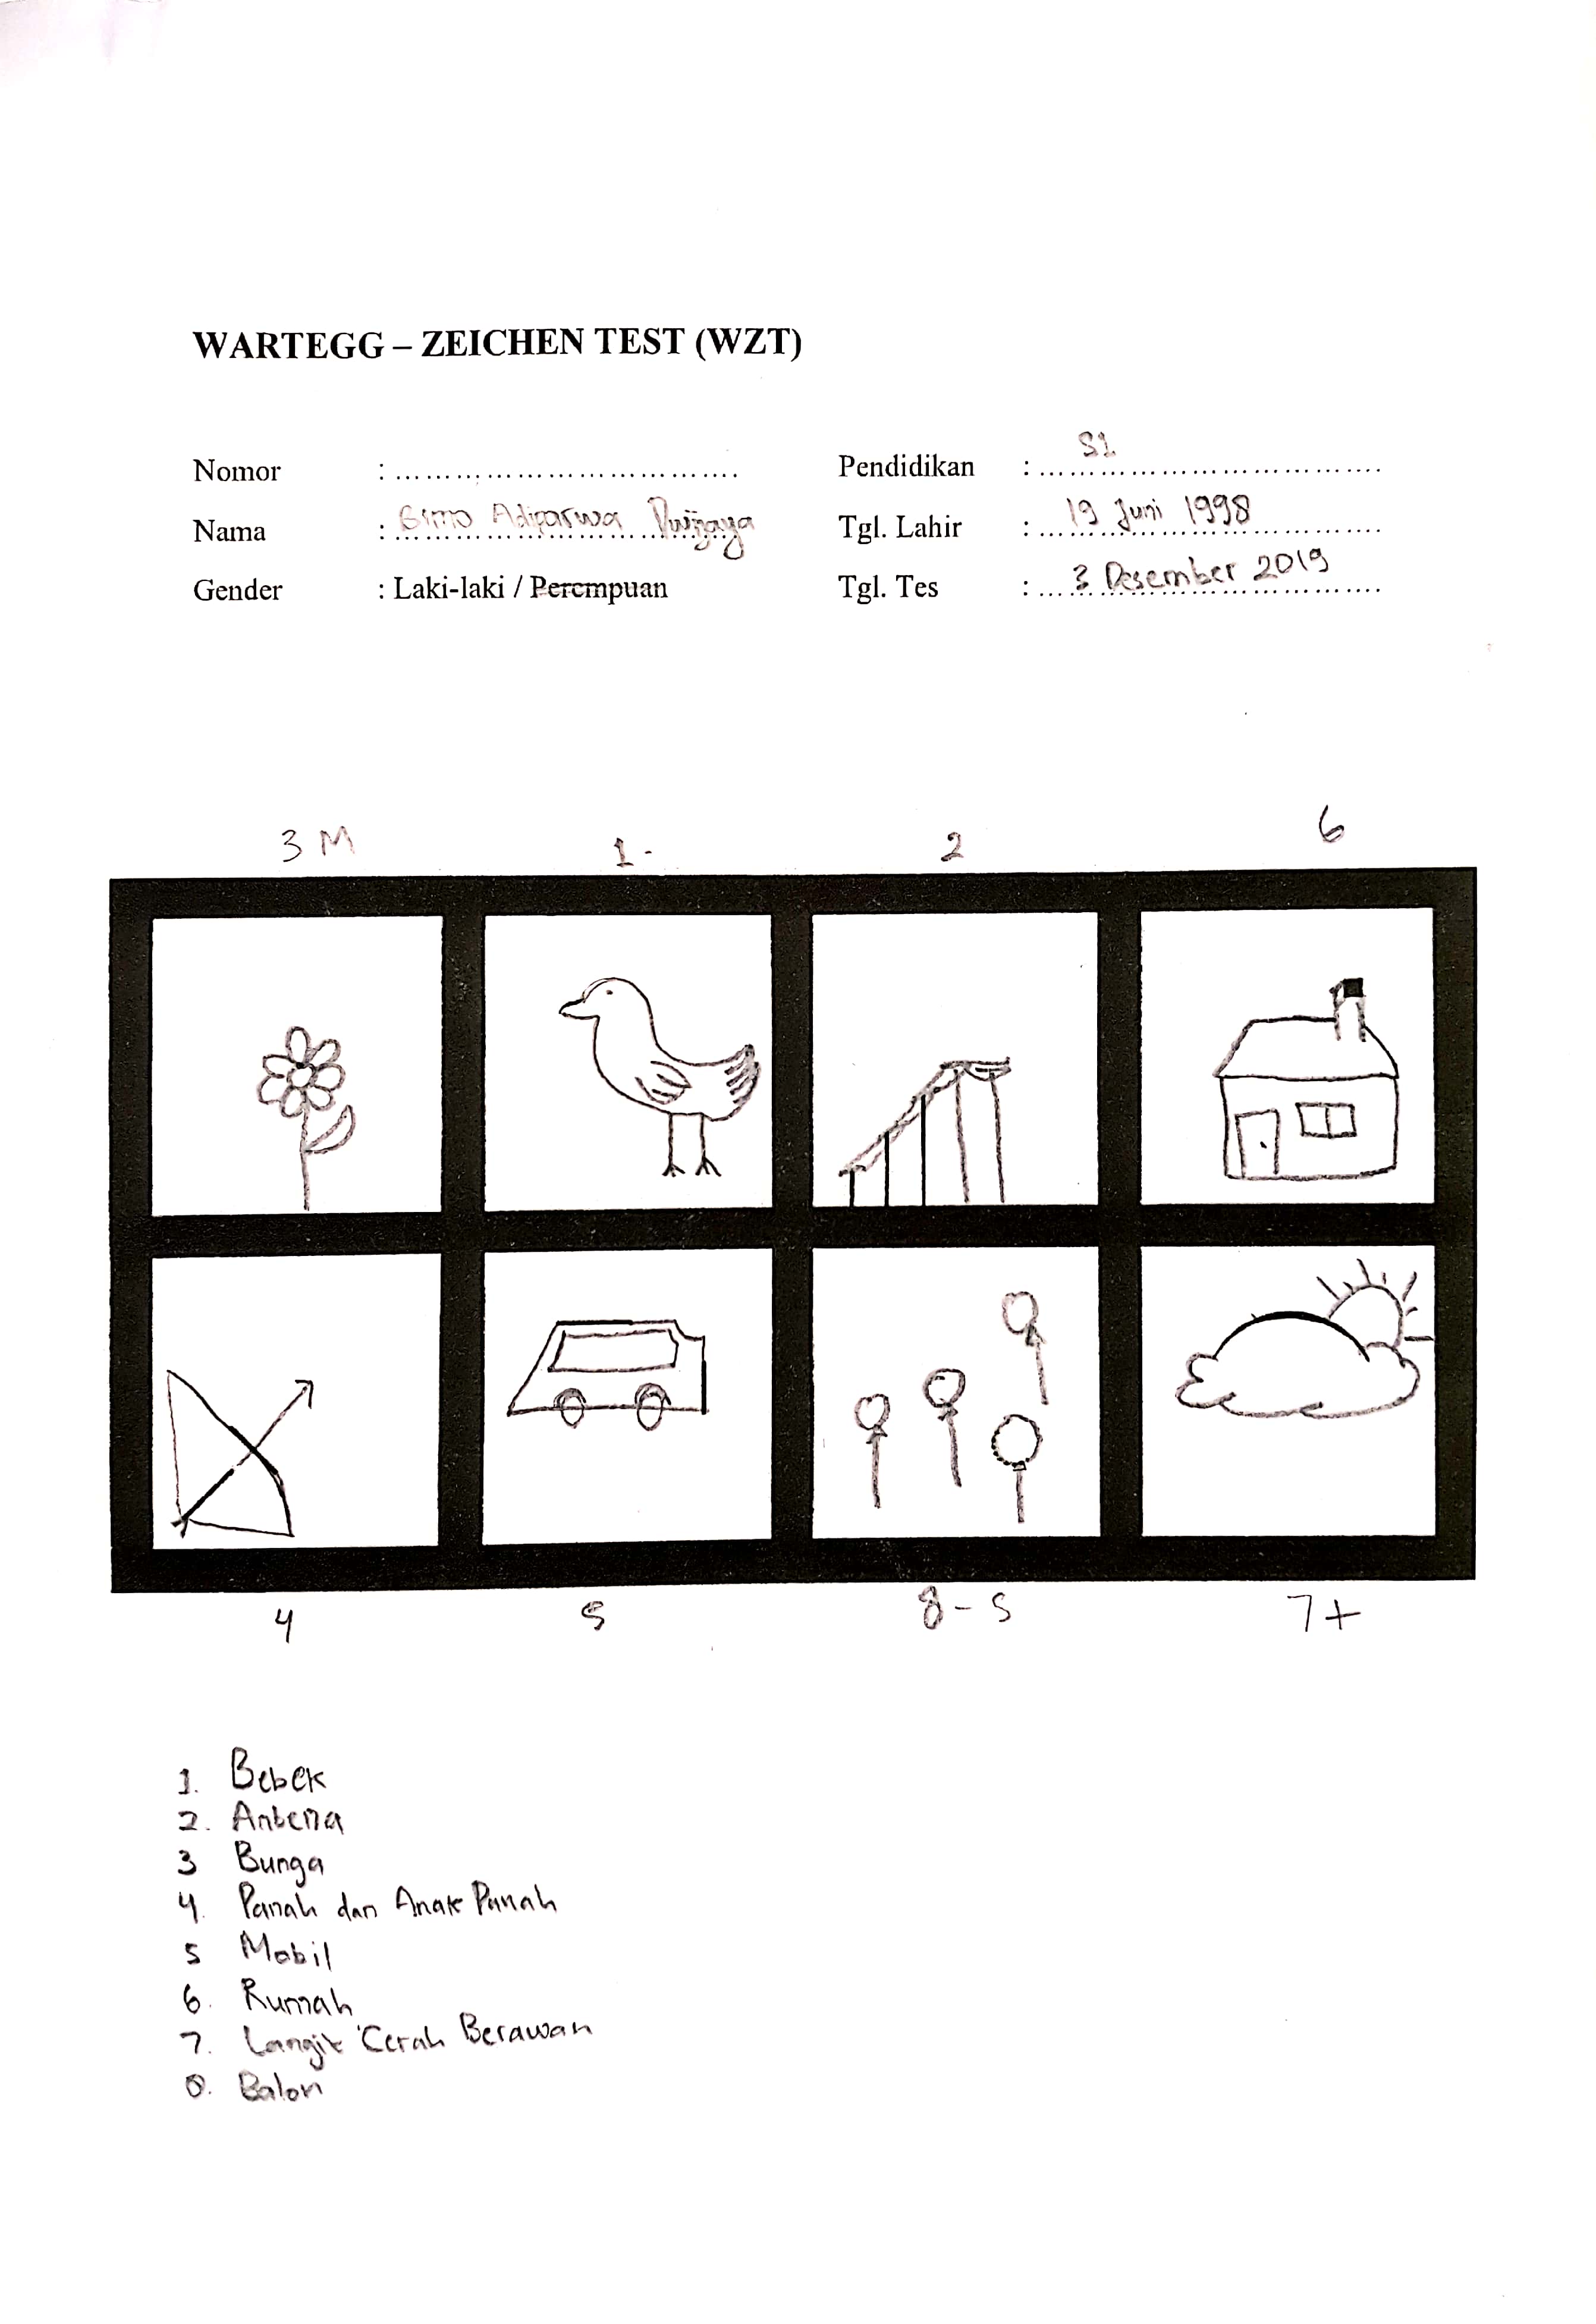 WARTEGG – ZEICHEN TEST (WZT)
Nomor : ....................................
Pendidikan : S1
Nama : Bimo Adiparwa Dwijaya
Tgl. Lahir : 19 Juni 1998
Gender : Laki-laki / Perempuan
Tgl. Tes : 3 Desember 2019
3 M 1- 2 6
4 5 8 - S 7+
1. Bebek
2. Antena
3 Bunga
4. Panah dan Anak Panah
5 Mobil
6. Rumah
7. Langit Cerah Berawan
8. Balon